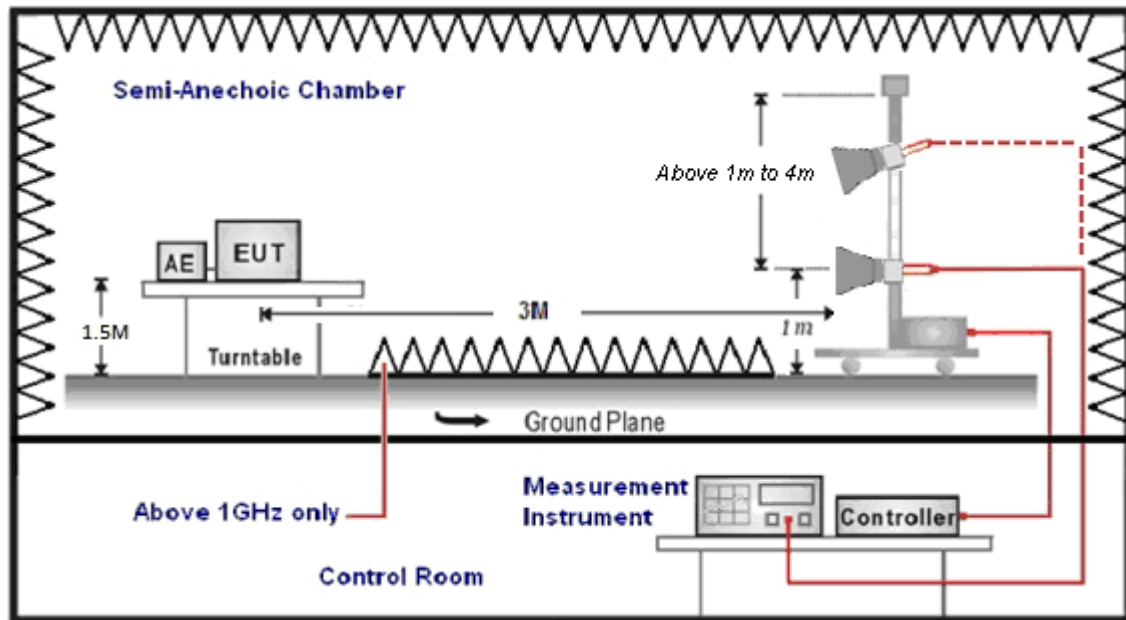 Semi-Anechoic Chamber
Above 1m to 4m
AE
EUT
1.5M
3M
1m
Turntable
Ground Plane
Above 1GHz only
Measurement
Instrument
Controller
Control Room